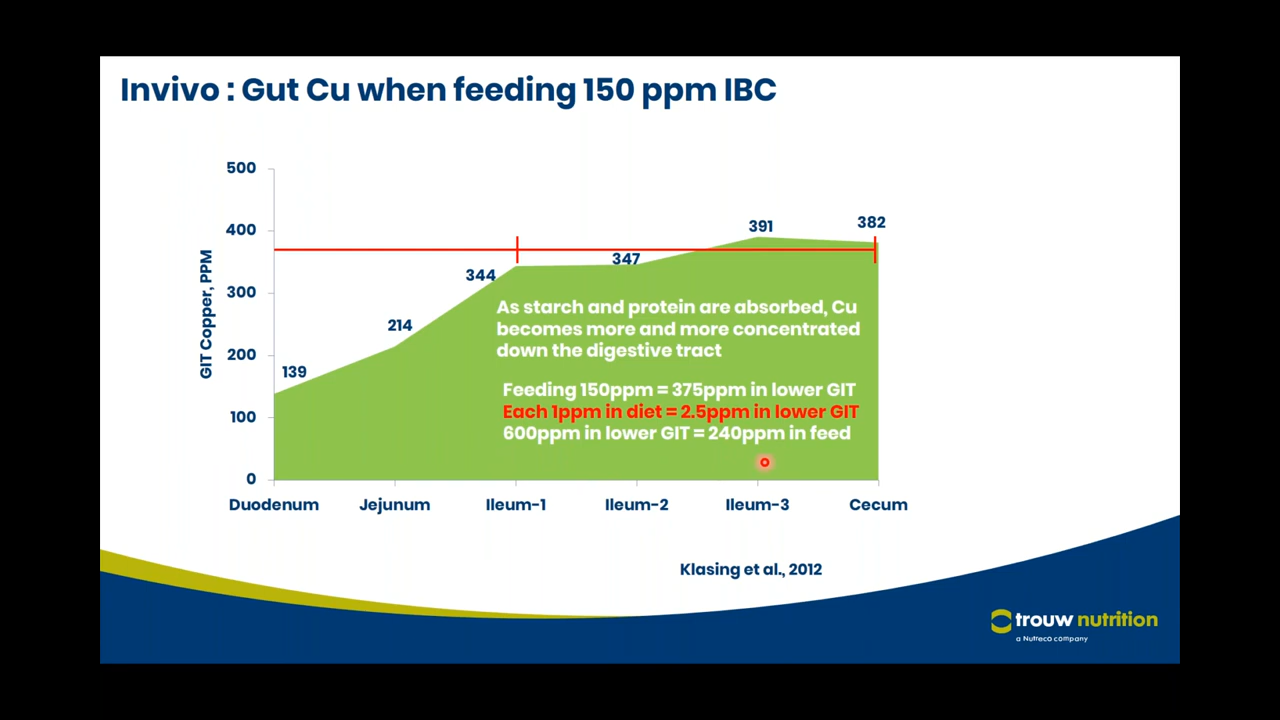 Invivo : Gut Cu when feeding 150 ppm IBC
500
400
300
200
100
0
GIT Copper, PPM
139
214
344
347
391
382
As starch and protein are absorbed, Cu
becomes more and more concentrated
down the digestive tract
Feeding 150ppm = 375ppm in lower GIT
Each 1ppm in diet = 2.5ppm in lower GIT
600ppm in lower GIT = 240ppm in feed
Duodenum
Jejunum
Ileum-1
Ileum-2
Ileum-3
Cecum
Klasing et al., 2012
trouw nutrition
a Nutreco company